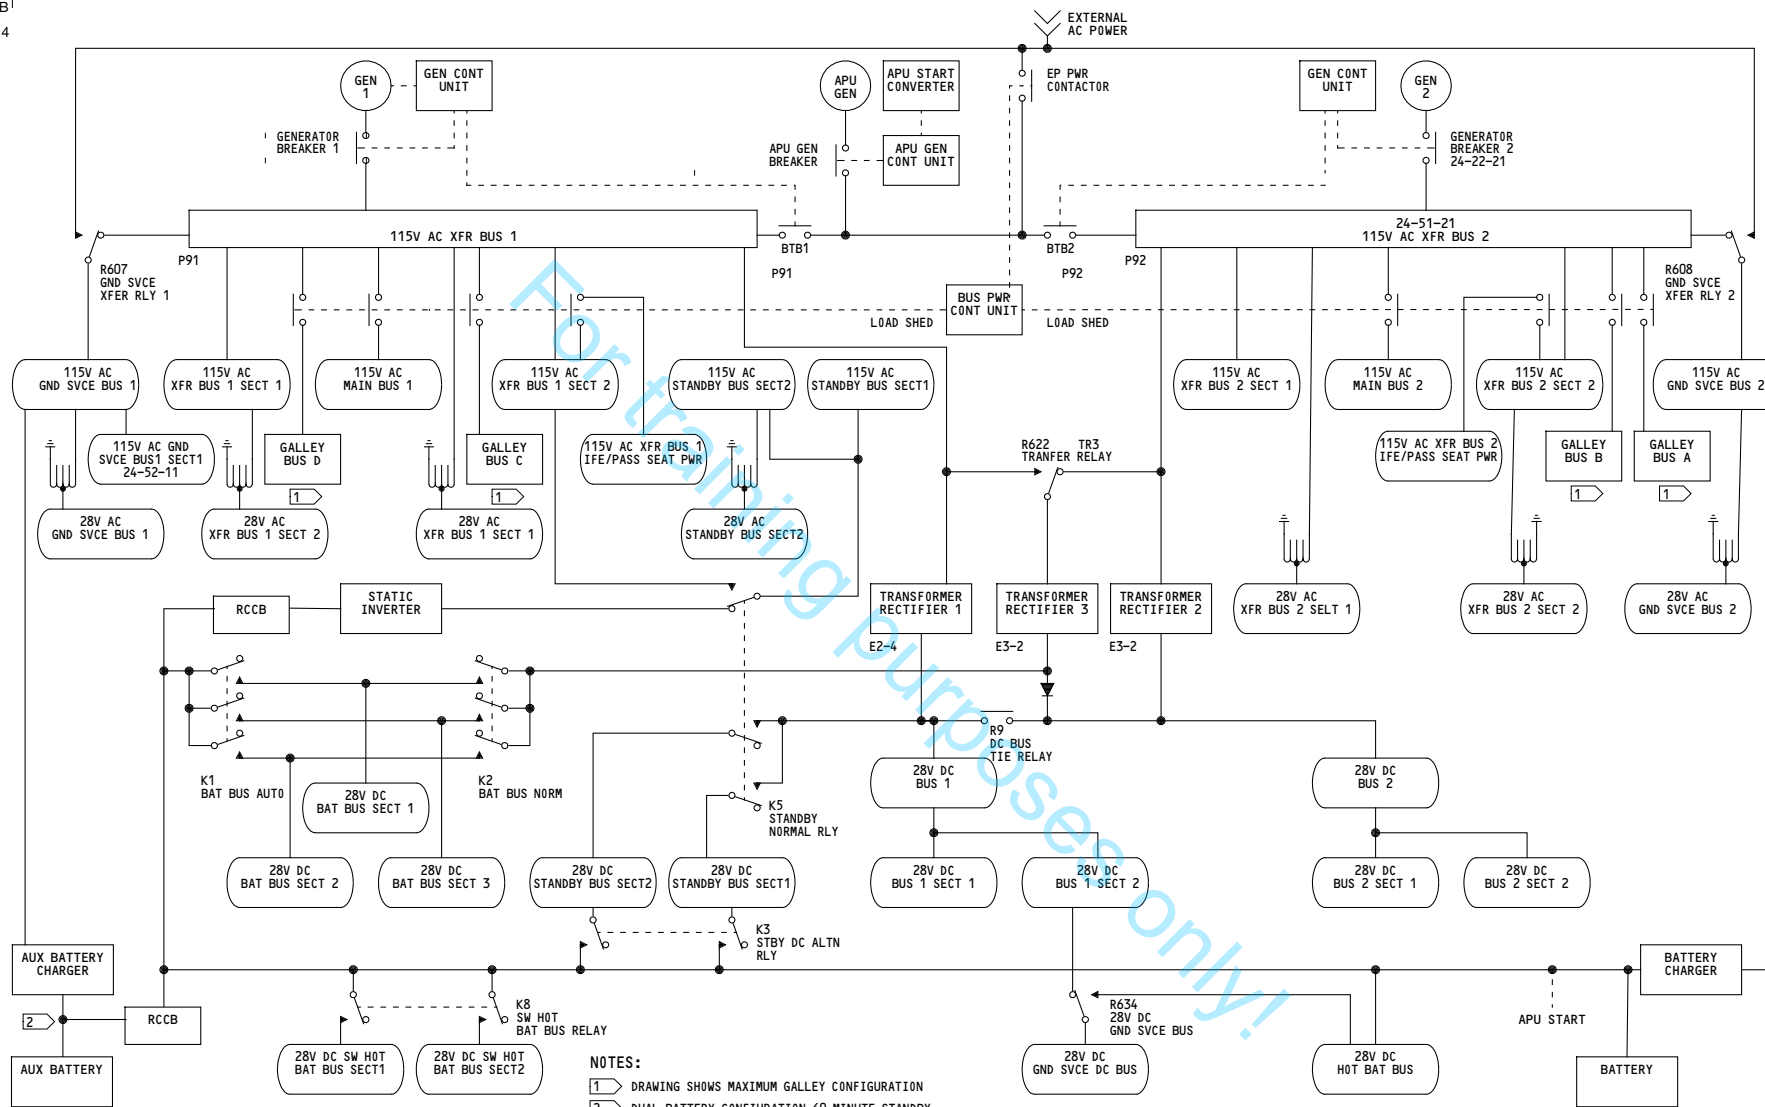 B
4
EXTERNAL
AC POWER
GEN
1
GEN CONT
UNIT
APU
GEN
APU START
CONVERTER
EP PWR
CONTACTOR
GEN CONT
UNIT
GEN
2
GENERATOR
BREAKER 1
APU GEN
BREAKER
APU GEN
CONT UNIT
GENERATOR
BREAKER 2
24-22-21
115V AC XFR BUS 1
24-51-21
115V AC XFR BUS 2
BTB1
BTB2
P91
P91
P92
P92
R607
GND SVCE
XFER RLY 1
R608
GND SVCE
XFER RLY 2
BUS PWR
CONT UNIT
LOAD SHED
LOAD SHED
115V AC
GND SVCE BUS 1
115V AC
XFR BUS 1 SECT 1
115V AC
MAIN BUS 1
115V AC
XFR BUS 1 SECT 2
115V AC
STANDBY BUS SECT2
115V AC
STANDBY BUS SECT1
115V AC
XFR BUS 2 SECT 1
115V AC
MAIN BUS 2
115V AC
XFR BUS 2 SECT 2
115V AC
GND SVCE BUS 2
115V AC GND
SVCE BUS1 SECT1
24-52-11
GALLEY
BUS D
GALLEY
BUS C
115V AC XFR BUS 1
IFE/PASS SEAT PWR
R622 TR3
TRANFER RELAY
115V AC XFR BUS 2
IFE/PASS SEAT PWR
GALLEY
BUS B
GALLEY
BUS A
1
1
1
1
28V AC
GND SVCE BUS 1
28V AC
XFR BUS 1 SECT 2
28V AC
XFR BUS 1 SECT 1
28V AC
STANDBY BUS SECT2
RCCB
STATIC
INVERTER
TRANSFORMER
RECTIFIER 1
TRANSFORMER
RECTIFIER 3
TRANSFORMER
RECTIFIER 2
28V AC
XFR BUS 2 SELT 1
28V AC
XFR BUS 2 SECT 2
28V AC
GND SVCE BUS 2
E2-4
E3-2
E3-2
R9
DC BUS
TIE RELAY
K1
BAT BUS AUTO
28V DC
BAT BUS SECT 1
K2
BAT BUS NORM
K5
STANDBY
NORMAL RLY
28V DC
BUS 1
28V DC
BUS 2
28V DC
BAT BUS SECT 2
28V DC
BAT BUS SECT 3
28V DC
STANDBY BUS SECT2
28V DC
STANDBY BUS SECT1
28V DC
BUS 1 SECT 1
28V DC
BUS 1 SECT 2
28V DC
BUS 2 SECT 1
28V DC
BUS 2 SECT 2
K3
STBY DC ALTN
RLY
AUX BATTERY
CHARGER
BATTERY
CHARGER
2
RCCB
K8
SW HOT
BAT BUS RELAY
R634
28V DC
GND SVCE BUS
APU START
AUX BATTERY
28V DC SW HOT
BAT BUS SECT1
28V DC SW HOT
BAT BUS SECT2
28V DC
GND SVCE DC BUS
28V DC
HOT BAT BUS
BATTERY
NOTES:
1 DRAWING SHOWS MAXIMUM GALLEY CONFIGURATION
2 DUAL BATTERY CONFIURATION 60 MINUTE STANDBY
For training purposes only!